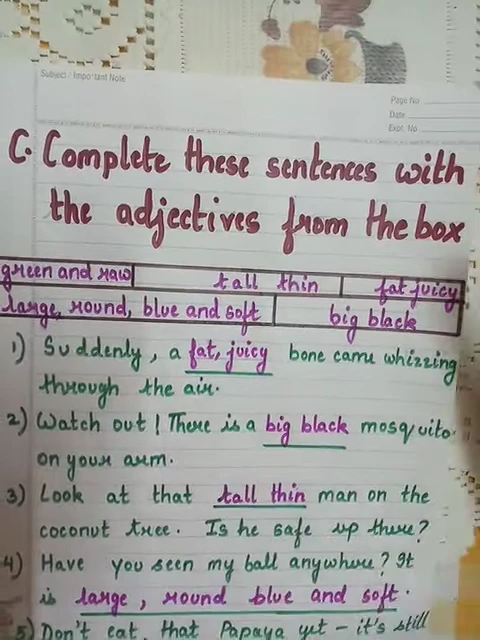 Subject / Important Note
Page No
Date
Expt. No
C. Complete these sentences with
the adjectives from the box
green and raw tall thin fat juicy
large, round, blue and soft big black
1) Suddenly, a fat, juicy bone came whizzing
through the air.
2) Watch out! There is a big black mosquito
on your arm.
3) Look at that tall thin man on the
coconut tree. Is he safe up there?
4) Have you seen my ball anywhere? It
is large, round blue and soft.
5) Don't eat that Papaya yet - it's still